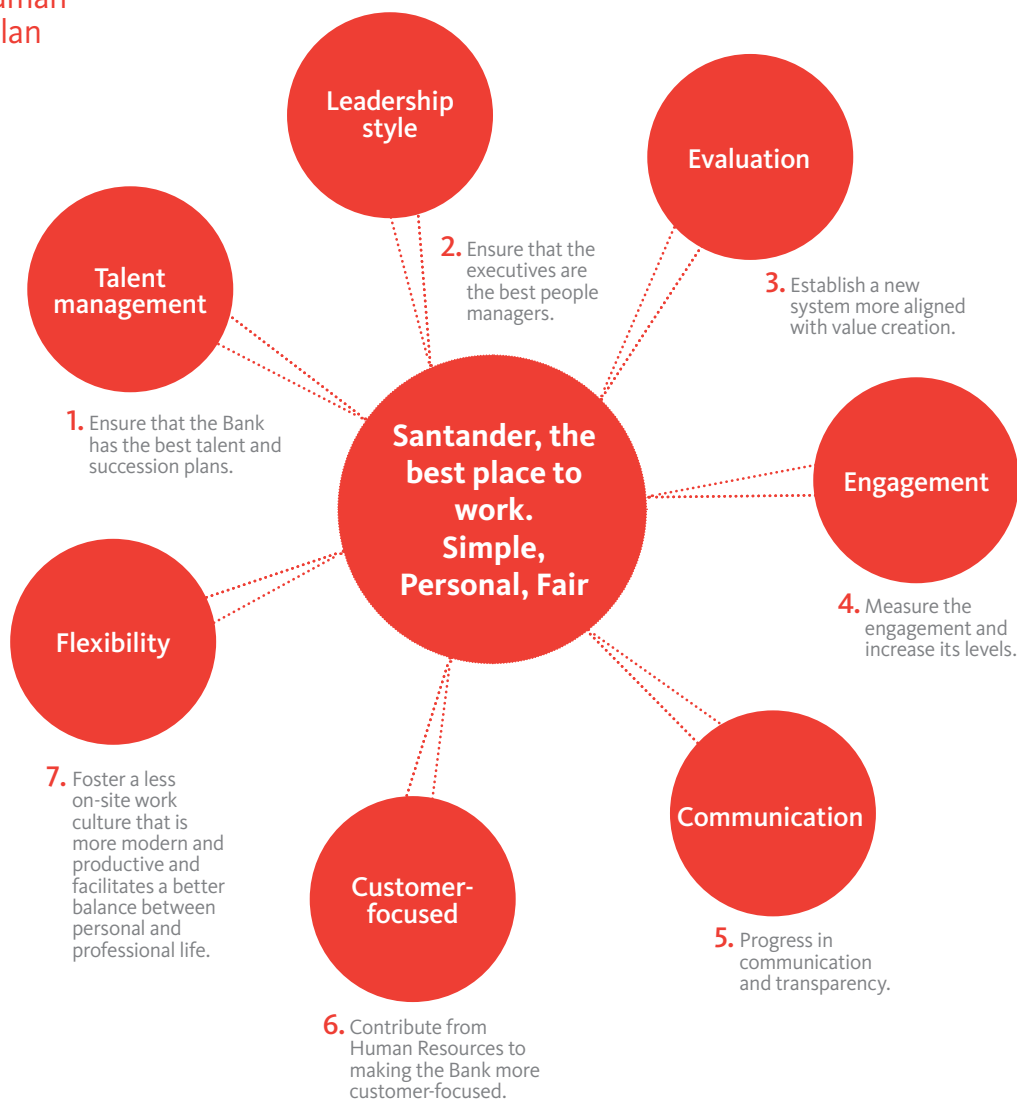 lan
Leadership
style
Evaluation
Talent
management
2. Ensure that the
executives are
the best people
managers.
3. Establish a new
system more aligned
with value creation.
1. Ensure that the Bank
has the best talent and
succession plans.
Santander, the
best place to
work.
Simple,
Personal, Fair
Engagement
4. Measure the
engagement and
increase its levels.
Flexibility
7. Foster a less
on-site work
culture that is
more modern and
productive and
facilitates a better
balance between
personal and
professional life.
Customer-
focused
Communication
5. Progress in
communication
and transparency.
6. Contribute from
Human Resources to
making the Bank more
customer-focused.